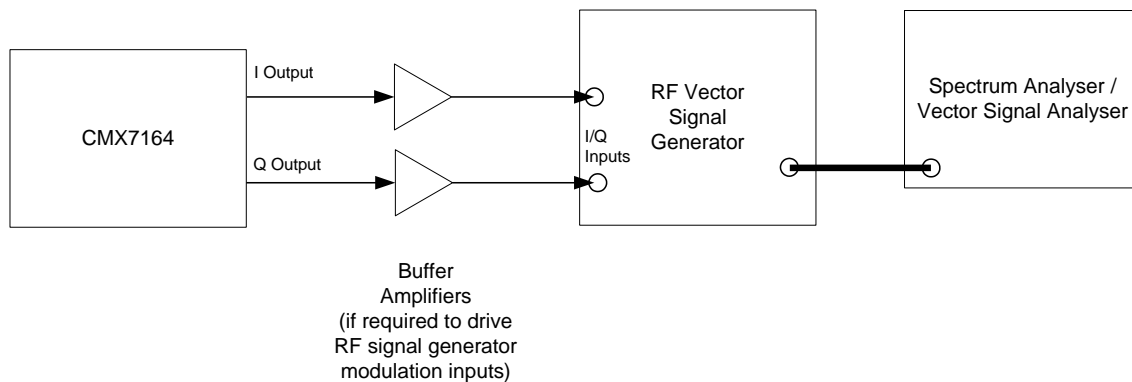 CMX7164
I Output
Q Output
I/Q
Inputs
RF Vector
Signal
Generator
Spectrum Analyser /
Vector Signal Analyser
Buffer
Amplifiers
(if required to drive
RF signal generator
modulation inputs)